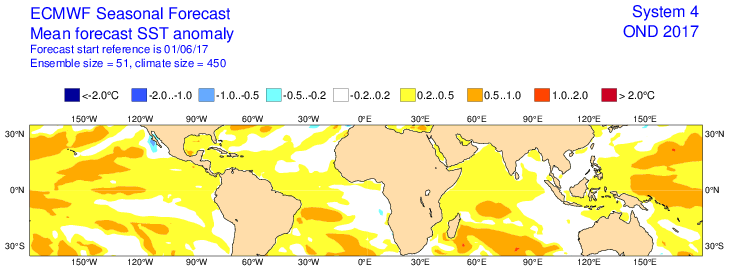 ECMWF Seasonal Forecast
System 4
Mean forecast SST anomaly
OND 2017
Forecast start reference is 01/06/17
Ensemble size = 51, climate size = 450
<-2.0°C -2.0..-1.0 -1.0..-0.5 -0.5..-0.2 -0.2..0.2 0.2..0.5 0.5..1.0 1.0..2.0 > 2.0°C
150°W 120°W 90°W 60°W 30°W 0°E 30°E 60°E 90°E 120°E 150°E
30°N 30°N
0°N 0°N
30°S 30°S
150°W 120°W 90°W 60°W 30°W 0°E 30°E 60°E 90°E 120°E 150°E